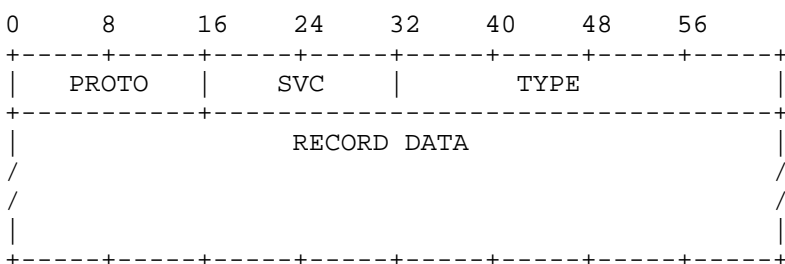 0 8 16 24 32 40 48 56
+-----+-----+-----+-----+-----+-----+-----+-----+
| PROTO | SVC | TYPE |
+-----------+-----------------------------------+
| RECORD DATA |
/ /
/ /
| |
+-----+-----+-----+-----+-----+-----+-----+-----+